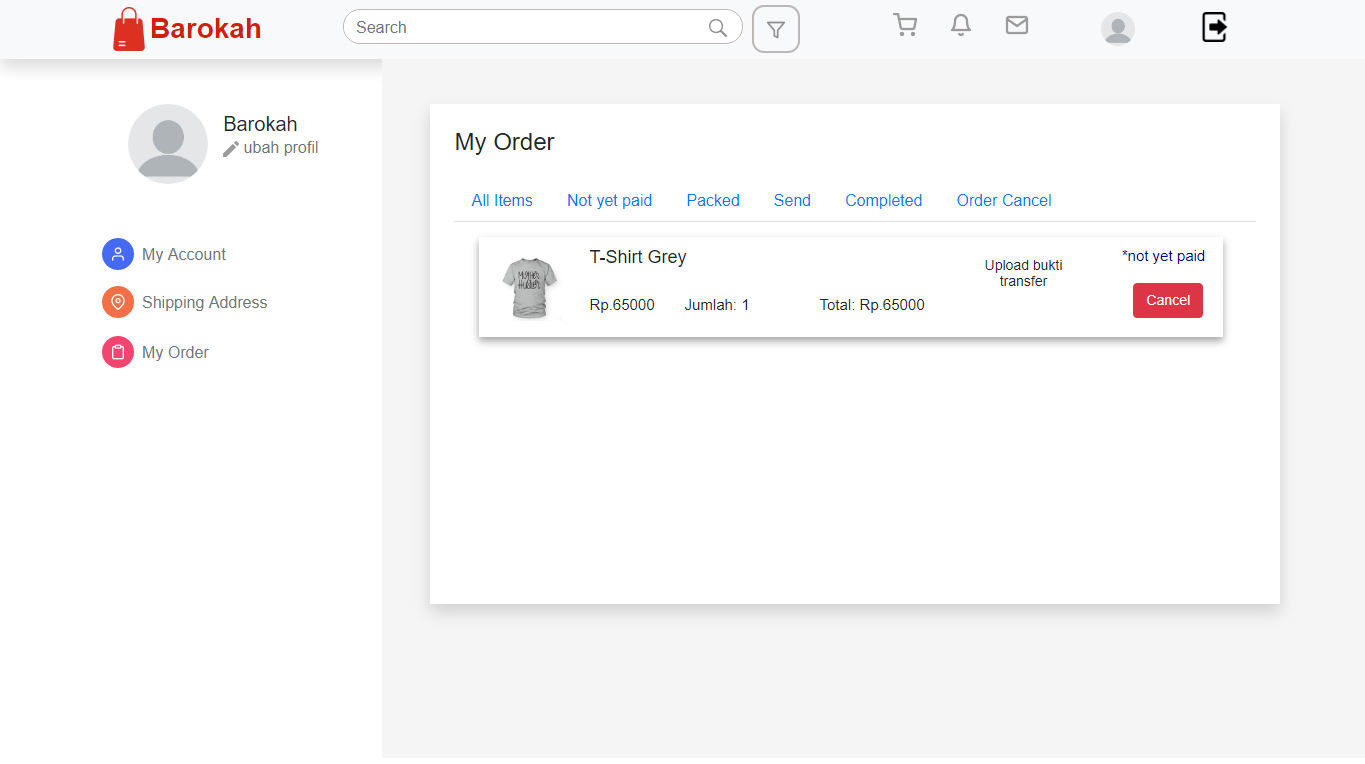 Barokah
Search
Barokah
ubah profil
My Account
Shipping Address
My Order
My Order
All Items Not yet paid Packed Send Completed Order Cancel
T-Shirt Grey
MOTHER
HUSTLER
Rp.65000 Jumlah: 1 Total: Rp.65000
Upload bukti
transfer
*not yet paid
Cancel